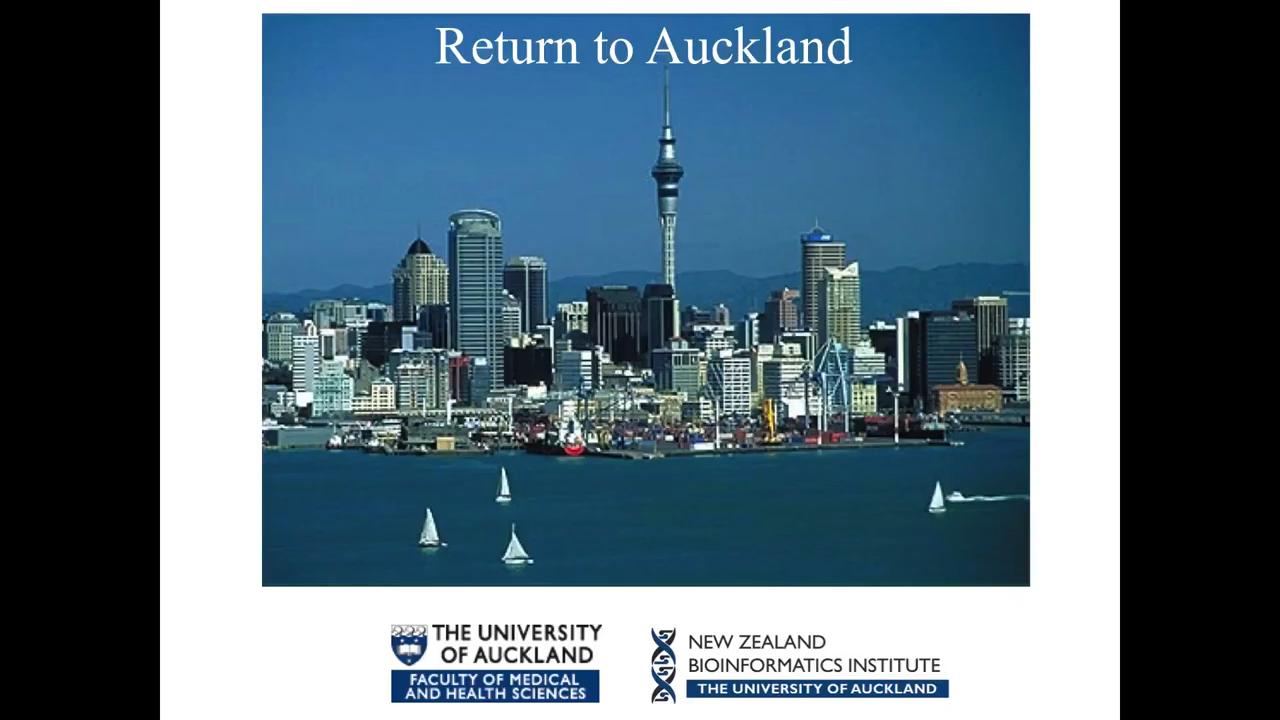 Return to Auckland
THE UNIVERSITY
OF AUCKLAND
FACULTY OF MEDICAL
AND HEALTH SCIENCES
NEW ZEALAND
BIOINFORMATICS INSTITUTE
THE UNIVERSITY OF AUCKLAND